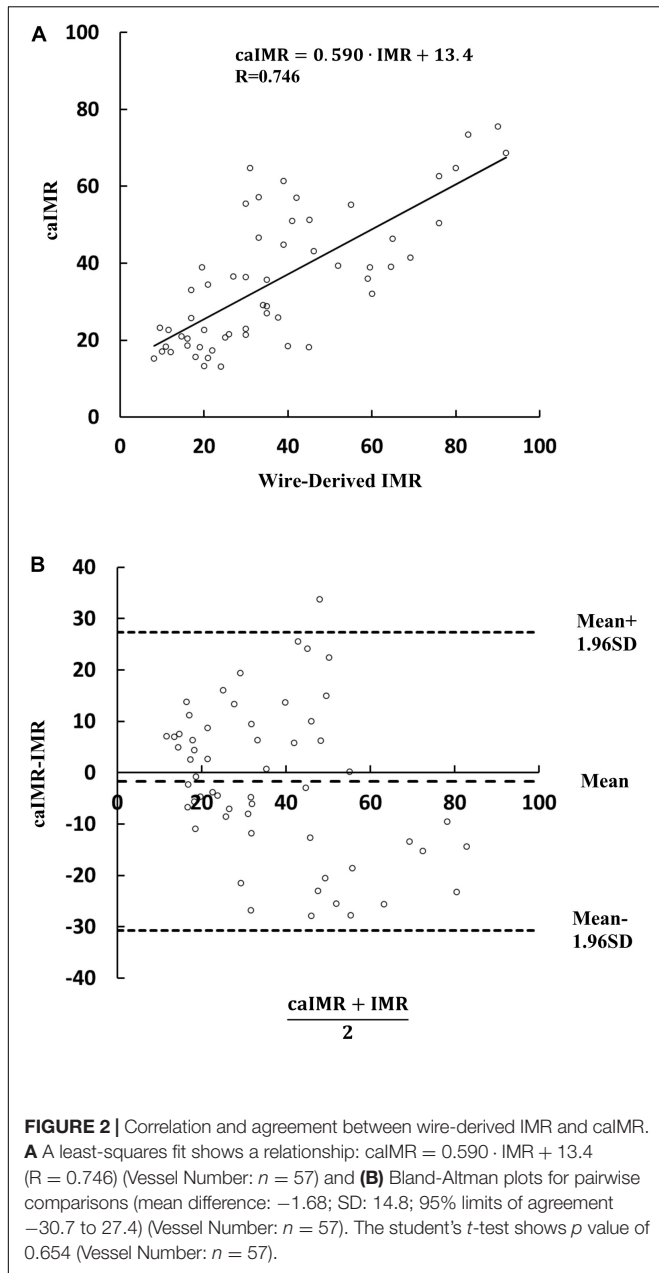 A
caIMR = 0.590 · IMR + 13.4
R=0.746
100
80
60
40
20
0
caIMR
0 20 40 60 80 100
Wire-Derived IMR
B
40
30
20
10
0
-10
-20
-30
-40
caIMR-IMR
0 20 40 60 80 100
Mean+
1.96SD
Mean
Mean-
1.96SD
caIMR + IMR
2
FIGURE 2 | Correlation and agreement between wire-derived IMR and caIMR.
A A least-squares fit shows a relationship: caIMR = 0.590 · IMR + 13.4
(R = 0.746) (Vessel Number: n = 57) and (B) Bland-Altman plots for pairwise
comparisons (mean difference: −1.68; SD: 14.8; 95% limits of agreement
−30.7 to 27.4) (Vessel Number: n = 57). The student's t-test shows p value of
0.654 (Vessel Number: n = 57).